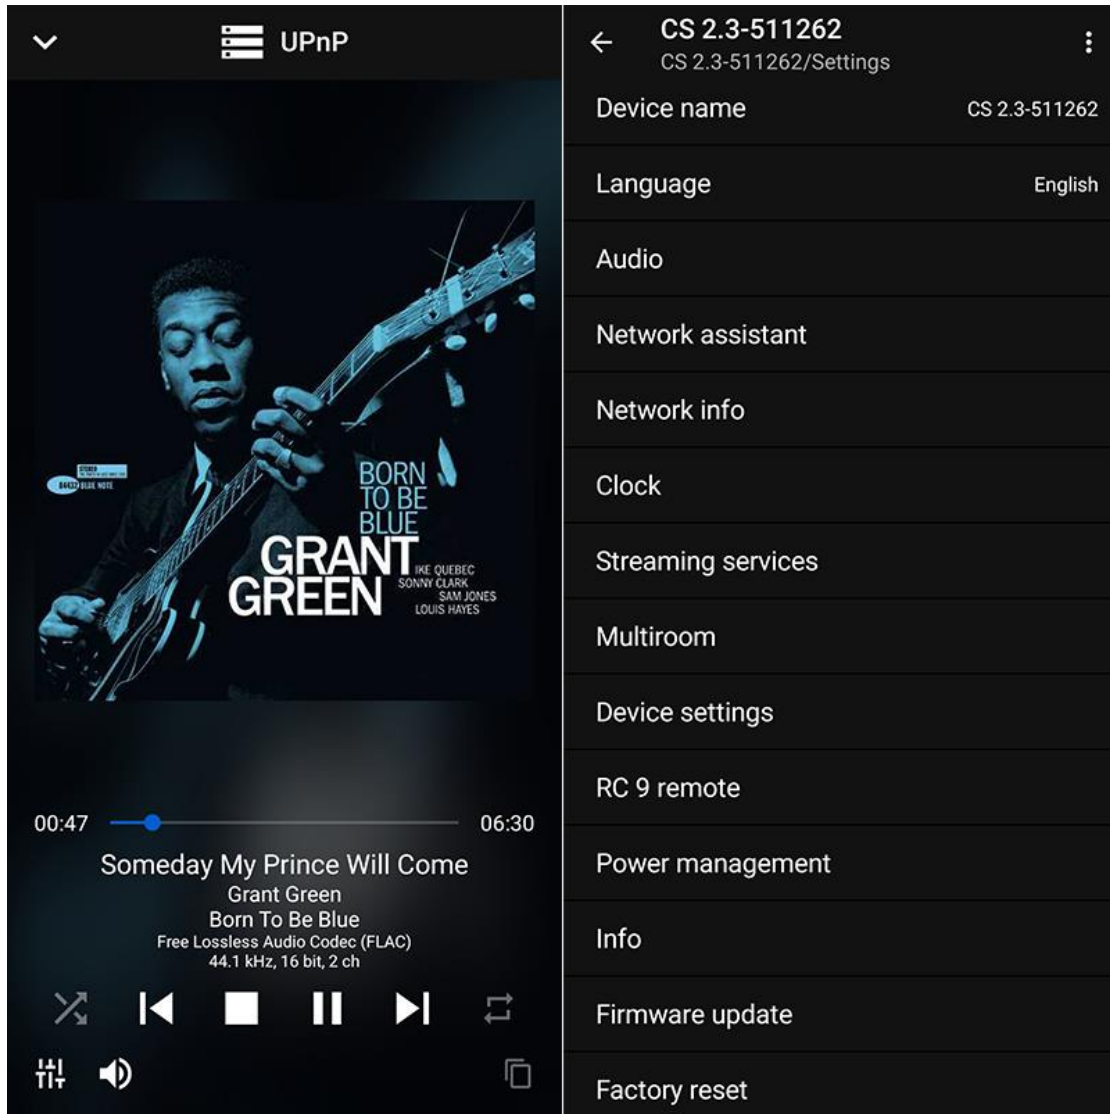 UPnP
STEREO
84432 BLUE NOTE
BORN
TO BE
BLUE
GRANT
GREEN
IKE QUEBEC
SONNY CLARK
SAM JONES
LOUIS HAYES
00:47
06:30
Someday My Prince Will Come
Grant Green
Born To Be Blue
Free Lossless Audio Codec (FLAC)
44.1 kHz, 16 bit, 2 ch
CS 2.3-511262
CS 2.3-511262/Settings
Device name CS 2.3-511262
Language English
Audio
Network assistant
Network info
Clock
Streaming services
Multiroom
Device settings
RC 9 remote
Power management
Info
Firmware update
Factory reset